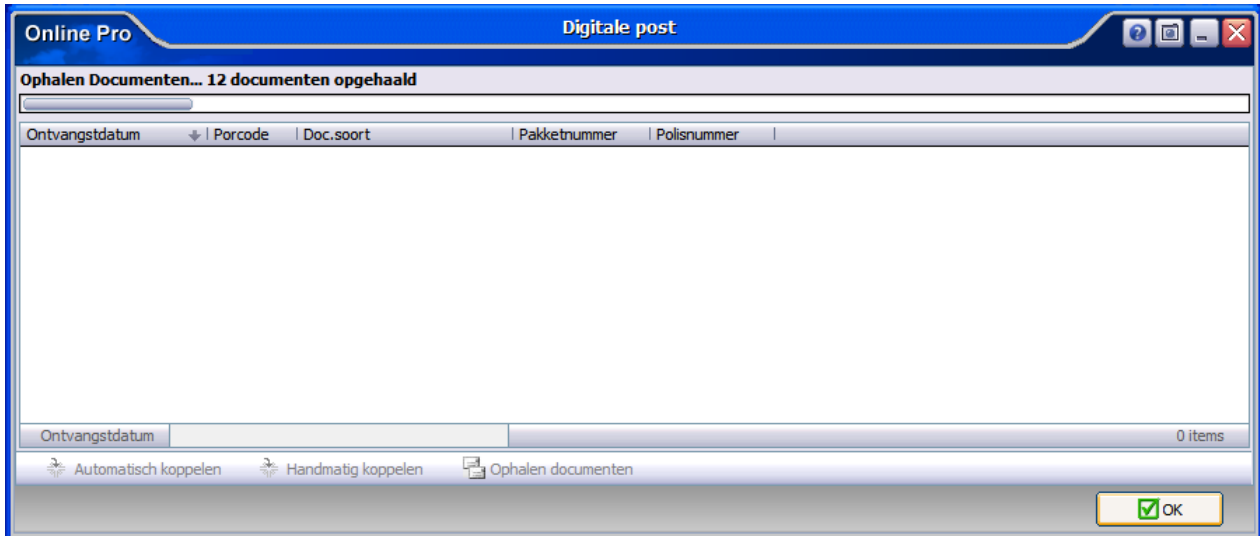 Online Pro
Digitale post
Ophalen Documenten... 12 documenten opgehaald
Ontvangstdatum Porcode Doc.soort Pakketnummer Polisnummer
Ontvangstdatum 0 items
Automatisch koppelen Handmatig koppelen Ophalen documenten
OK